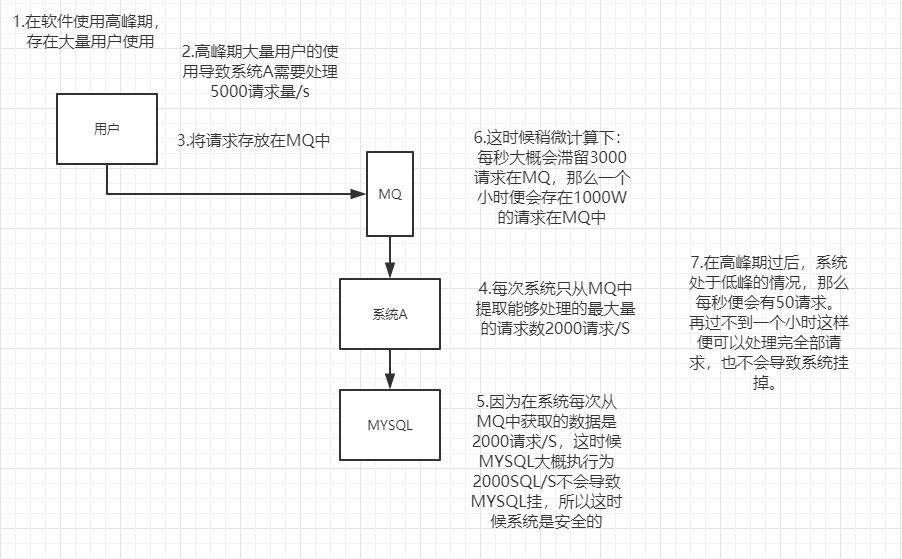 1.在软件使用高峰期，
存在大量用户使用
2.高峰期大量用户的使
用导致系统A需要处理
5000请求量/s
用户
3.将请求存放在MQ中
MQ
6.这时候稍微计算下：
每秒大概会滞留3000
请求在MQ，那么一个
小时便会存在1000W
的请求在MQ中
系统A
4.每次系统只从MQ中
提取能够处理的最大量
的请求数2000请求/S
7.在高峰期过后，系统
处于低峰的情况，那么
每秒便会有50请求。
再过不到一个小时这样
便可以处理完全部请
求，也不会导致系统挂
掉。
MYSQL
5.因为在系统每次从
MQ中获取的数据是
2000请求/S，这时候
MYSQL大概执行为
2000SQL/S不会导致
MYSQL挂，所以这时
候系统是安全的